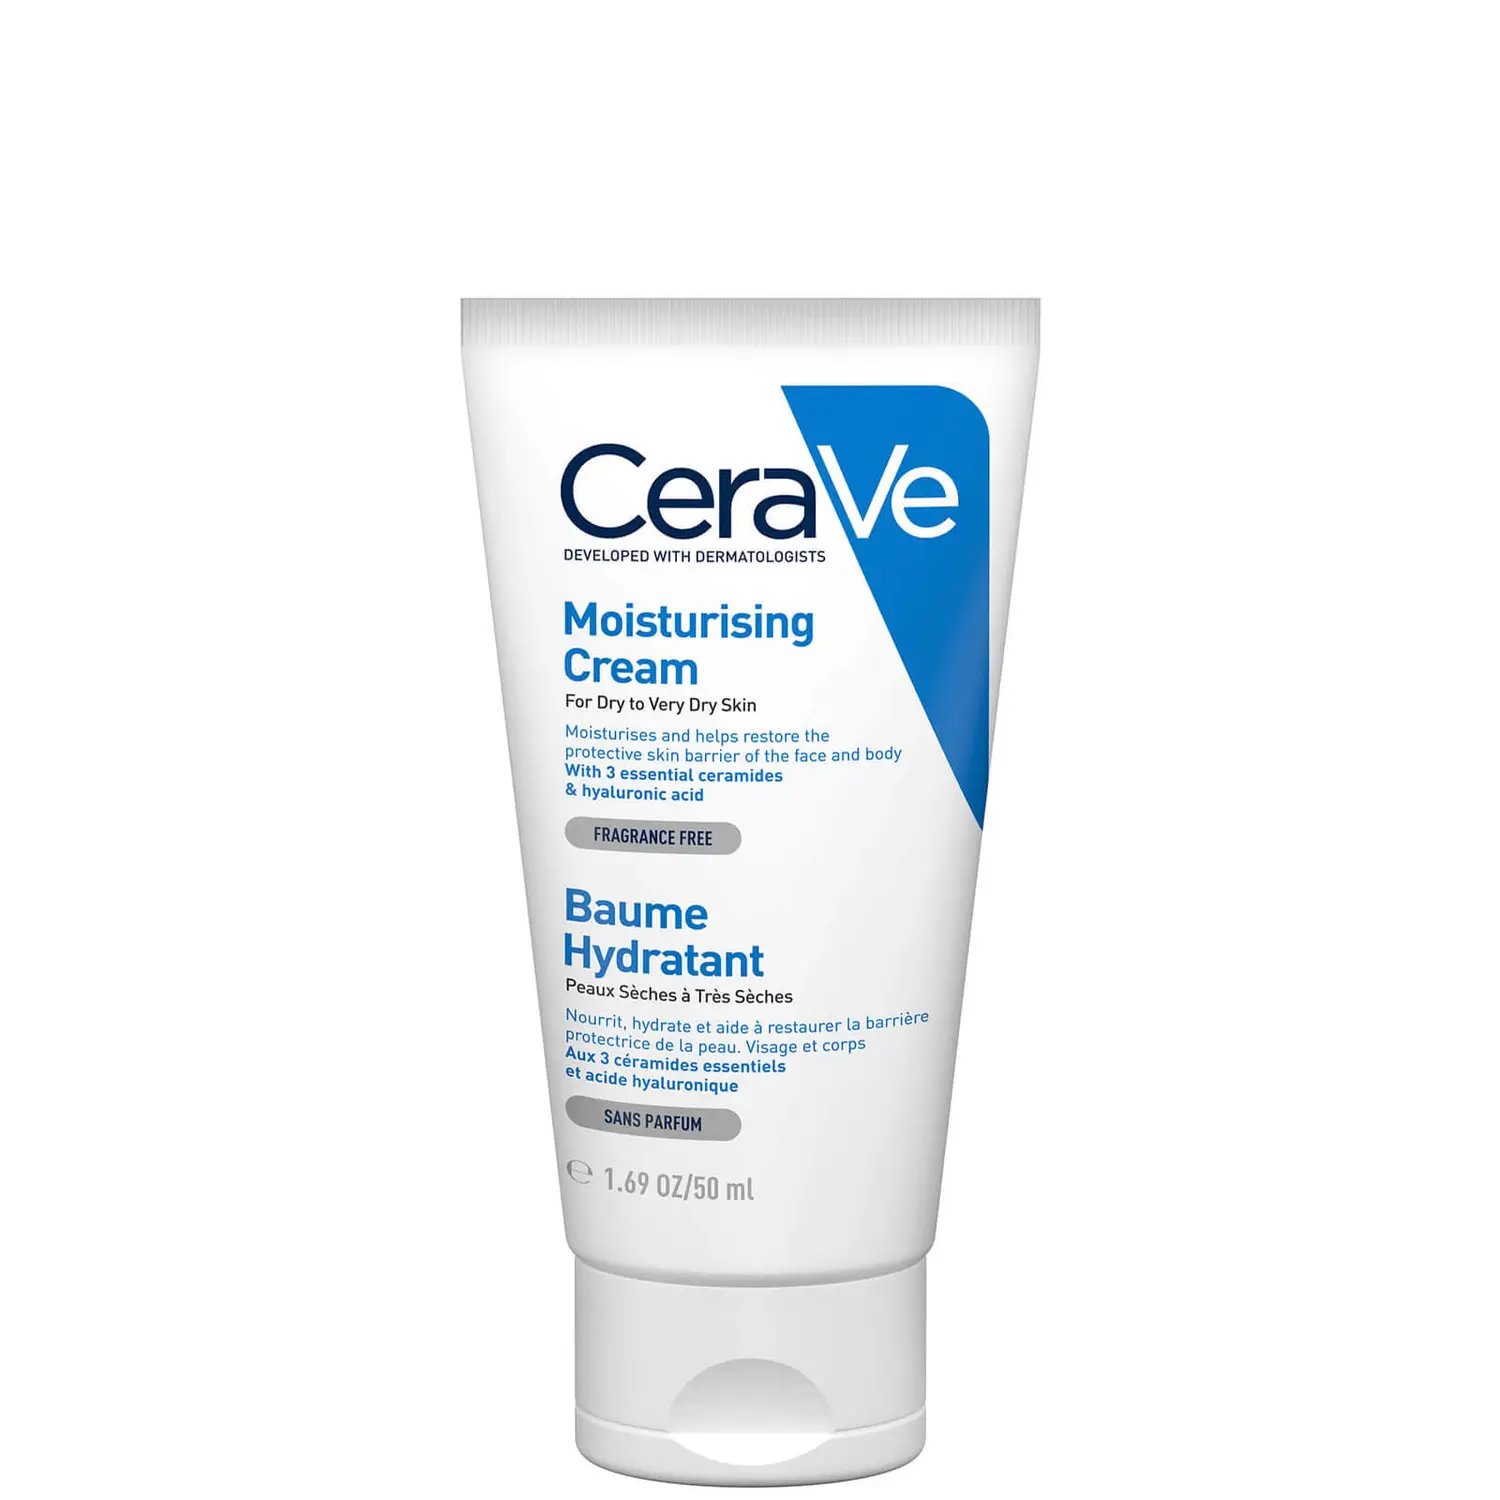 CeraVe
DEVELOPED WITH DERMATOLOGISTS
Moisturising
Cream
For Dry to Very Dry Skin
Moisturises and helps restore the
protective skin barrier of the face and body
With 3 essential ceramides
& hyaluronic acid
FRAGRANCE FREE
Baume
Hydratant
Peaux Sèches à Très Sèches
Nourrit, hydrate et aide à restaurer la barrière
protectrice de la peau. Visage et corps
Aux 3 céramides essentiels
et acide hyaluronique
SANS PARFUM
℮ 1.69 OZ/50 ml